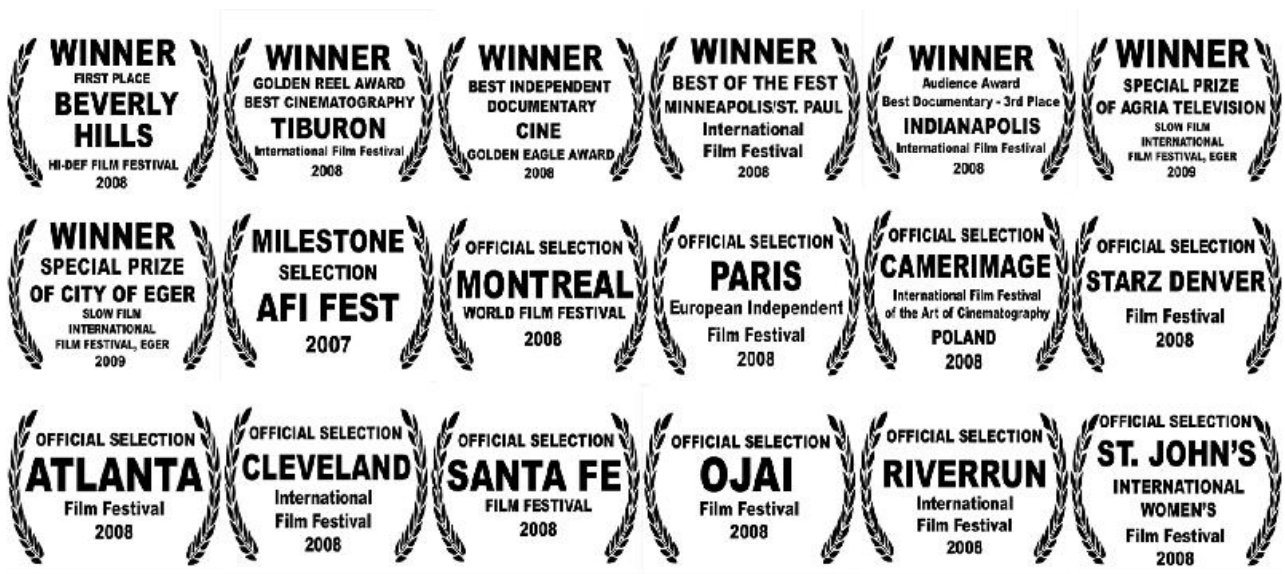 WINNER
FIRST PLACE
BEVERLY
HILLS
HI-DEF FILM FESTIVAL
2008
WINNER
GOLDEN REEL AWARD
BEST CINEMATOGRAPHY
TIBURON
International Film Festival
2008
WINNER
BEST INDEPENDENT
DOCUMENTARY
CINE
GOLDEN EAGLE AWARD
2008
WINNER
BEST OF THE FEST
MINNEAPOLIS/ST. PAUL
International
Film Festival
2008
WINNER
Audience Award
Best Documentary - 3rd Place
INDIANAPOLIS
International Film Festival
2008
WINNER
SPECIAL PRIZE
OF AGRIA TELEVISION
SLOW FILM
INTERNATIONAL
FILM FESTIVAL, EGER
2009
WINNER
SPECIAL PRIZE
OF CITY OF EGER
SLOW FILM
INTERNATIONAL
FILM FESTIVAL, EGER
2009
MILESTONE
SELECTION
AFI FEST
2007
OFFICIAL SELECTION
MONTREAL
WORLD FILM FESTIVAL
2008
OFFICIAL SELECTION
PARIS
European Independent
Film Festival
2008
OFFICIAL SELECTION
CAMERIMAGE
International Film Festival
of the Art of Cinematography
POLAND
2008
OFFICIAL SELECTION
STARZ DENVER
Film Festival
2008
OFFICIAL SELECTION
ATLANTA
Film Festival
2008
OFFICIAL SELECTION
CLEVELAND
International
Film Festival
2008
OFFICIAL SELECTION
SANTA FE
FILM FESTIVAL
2008
OFFICIAL SELECTION
OJAI
Film Festival
2008
OFFICIAL SELECTION
RIVERRUN
International
Film Festival
2008
OFFICIAL SELECTION
ST. JOHN'S
INTERNATIONAL
WOMEN'S
Film Festival
2008